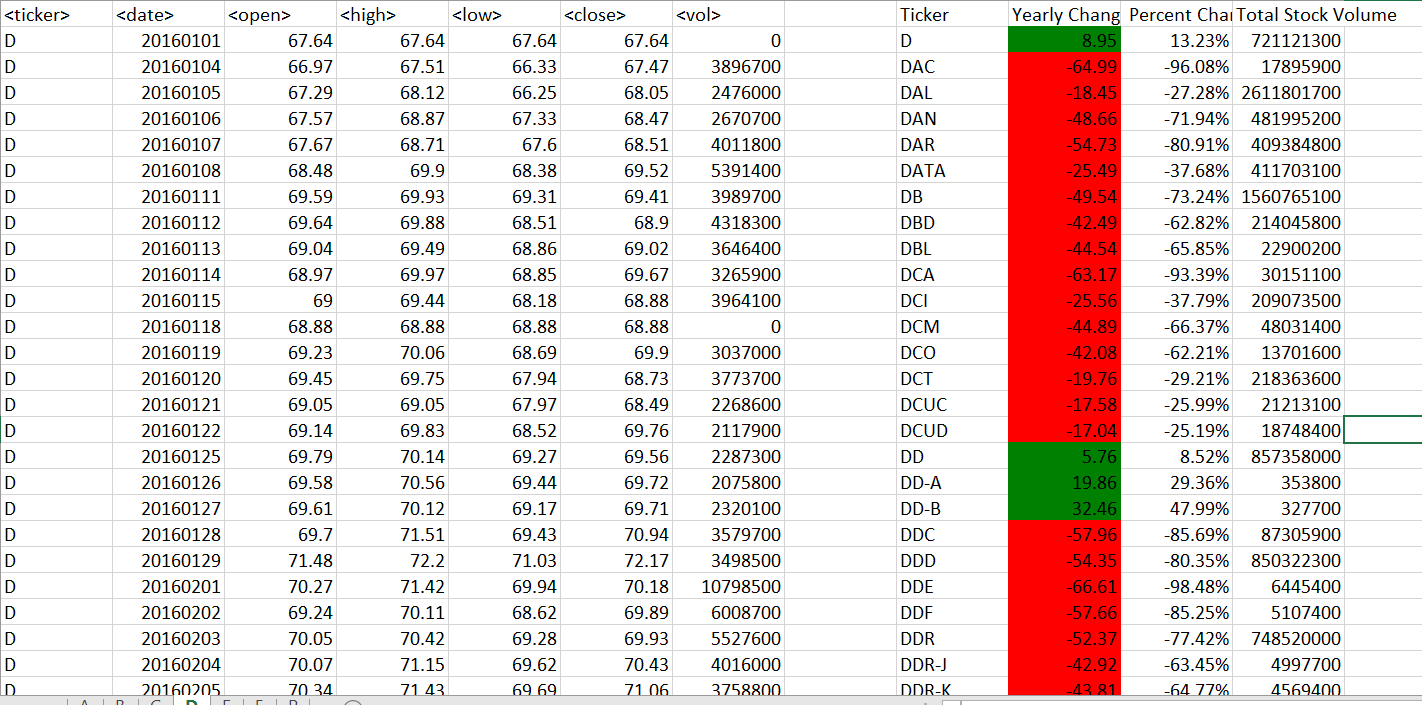 <ticker> <date> <open> <high> <low> <close> <vol> Ticker Yearly Chang Percent Char Total Stock Volume
D 20160101 67.64 67.64 67.64 67.64 0 D 8.95 13.23% 721121300
D 20160104 66.97 67.51 66.33 67.47 3896700 DAC -64.99 -96.08% 17895900
D 20160105 67.29 68.12 66.25 68.05 2476000 DAL -18.45 -27.28% 2611801700
D 20160106 67.57 68.87 67.33 68.47 2670700 DAN -48.66 -71.94% 481995200
D 20160107 67.67 68.71 67.6 68.51 4011800 DAR -54.73 -80.91% 409384800
D 20160108 68.48 69.9 68.38 69.52 5391400 DATA -25.49 -37.68% 411703100
D 20160111 69.59 69.93 69.31 69.41 3989700 DB -49.54 -73.24% 1560765100
D 20160112 69.64 69.88 68.51 68.9 4318300 DBD -42.49 -62.82% 214045800
D 20160113 69.04 69.49 68.86 69.02 3646400 DBL -44.54 -65.85% 22900200
D 20160114 68.97 69.97 68.85 69.67 3265900 DCA -63.17 -93.39% 30151100
D 20160115 69 69.44 68.18 68.88 3964100 DCI -25.56 -37.79% 209073500
D 20160118 68.88 68.88 68.88 68.88 0 DCM -44.89 -66.37% 48031400
D 20160119 69.23 70.06 68.69 69.9 3037000 DCO -42.08 -62.21% 13701600
D 20160120 69.45 69.75 67.94 68.73 3773700 DCT -19.76 -29.21% 218363600
D 20160121 69.05 69.05 67.97 68.49 2268600 DCUC -17.58 -25.99% 21213100
D 20160122 69.14 69.83 68.52 69.76 2117900 DCUD -17.04 -25.19% 18748400
D 20160125 69.79 70.14 69.27 69.56 2287300 DD 5.76 8.52% 857358000
D 20160126 69.58 70.56 69.44 69.72 2075800 DD-A 19.86 29.36% 353800
D 20160127 69.61 70.12 69.17 69.71 2320100 DD-B 32.46 47.99% 327700
D 20160128 69.7 71.51 69.43 70.94 3579700 DDC -57.96 -85.69% 87305900
D 20160129 71.48 72.2 71.03 72.17 3498500 DDD -54.35 -80.35% 850322300
D 20160201 70.27 71.42 69.94 70.18 10798500 DDE -66.61 -98.48% 6445400
D 20160202 69.24 70.11 68.62 69.89 6008700 DDF -57.66 -85.25% 5107400
D 20160203 70.05 70.42 69.28 69.93 5527600 DDR -52.37 -77.42% 748520000
D 20160204 70.07 71.15 69.62 70.43 4016000 DDR-J -42.92 -63.45% 4997700
D 20160205 70.34 71.43 69.69 71.06 3758800 DDR-K -43.81 -64.77% 4569400